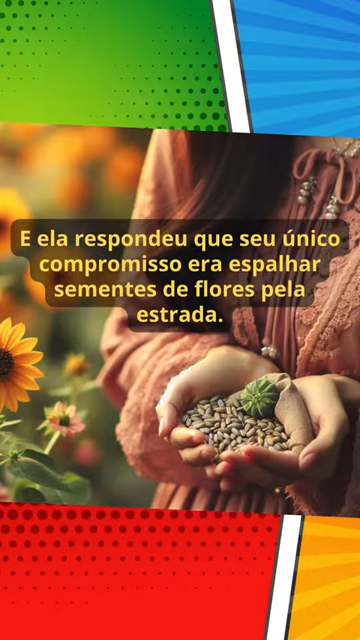 E ela respondeu que seu único
compromisso era espalhar
sementes de flores pela
estrada.